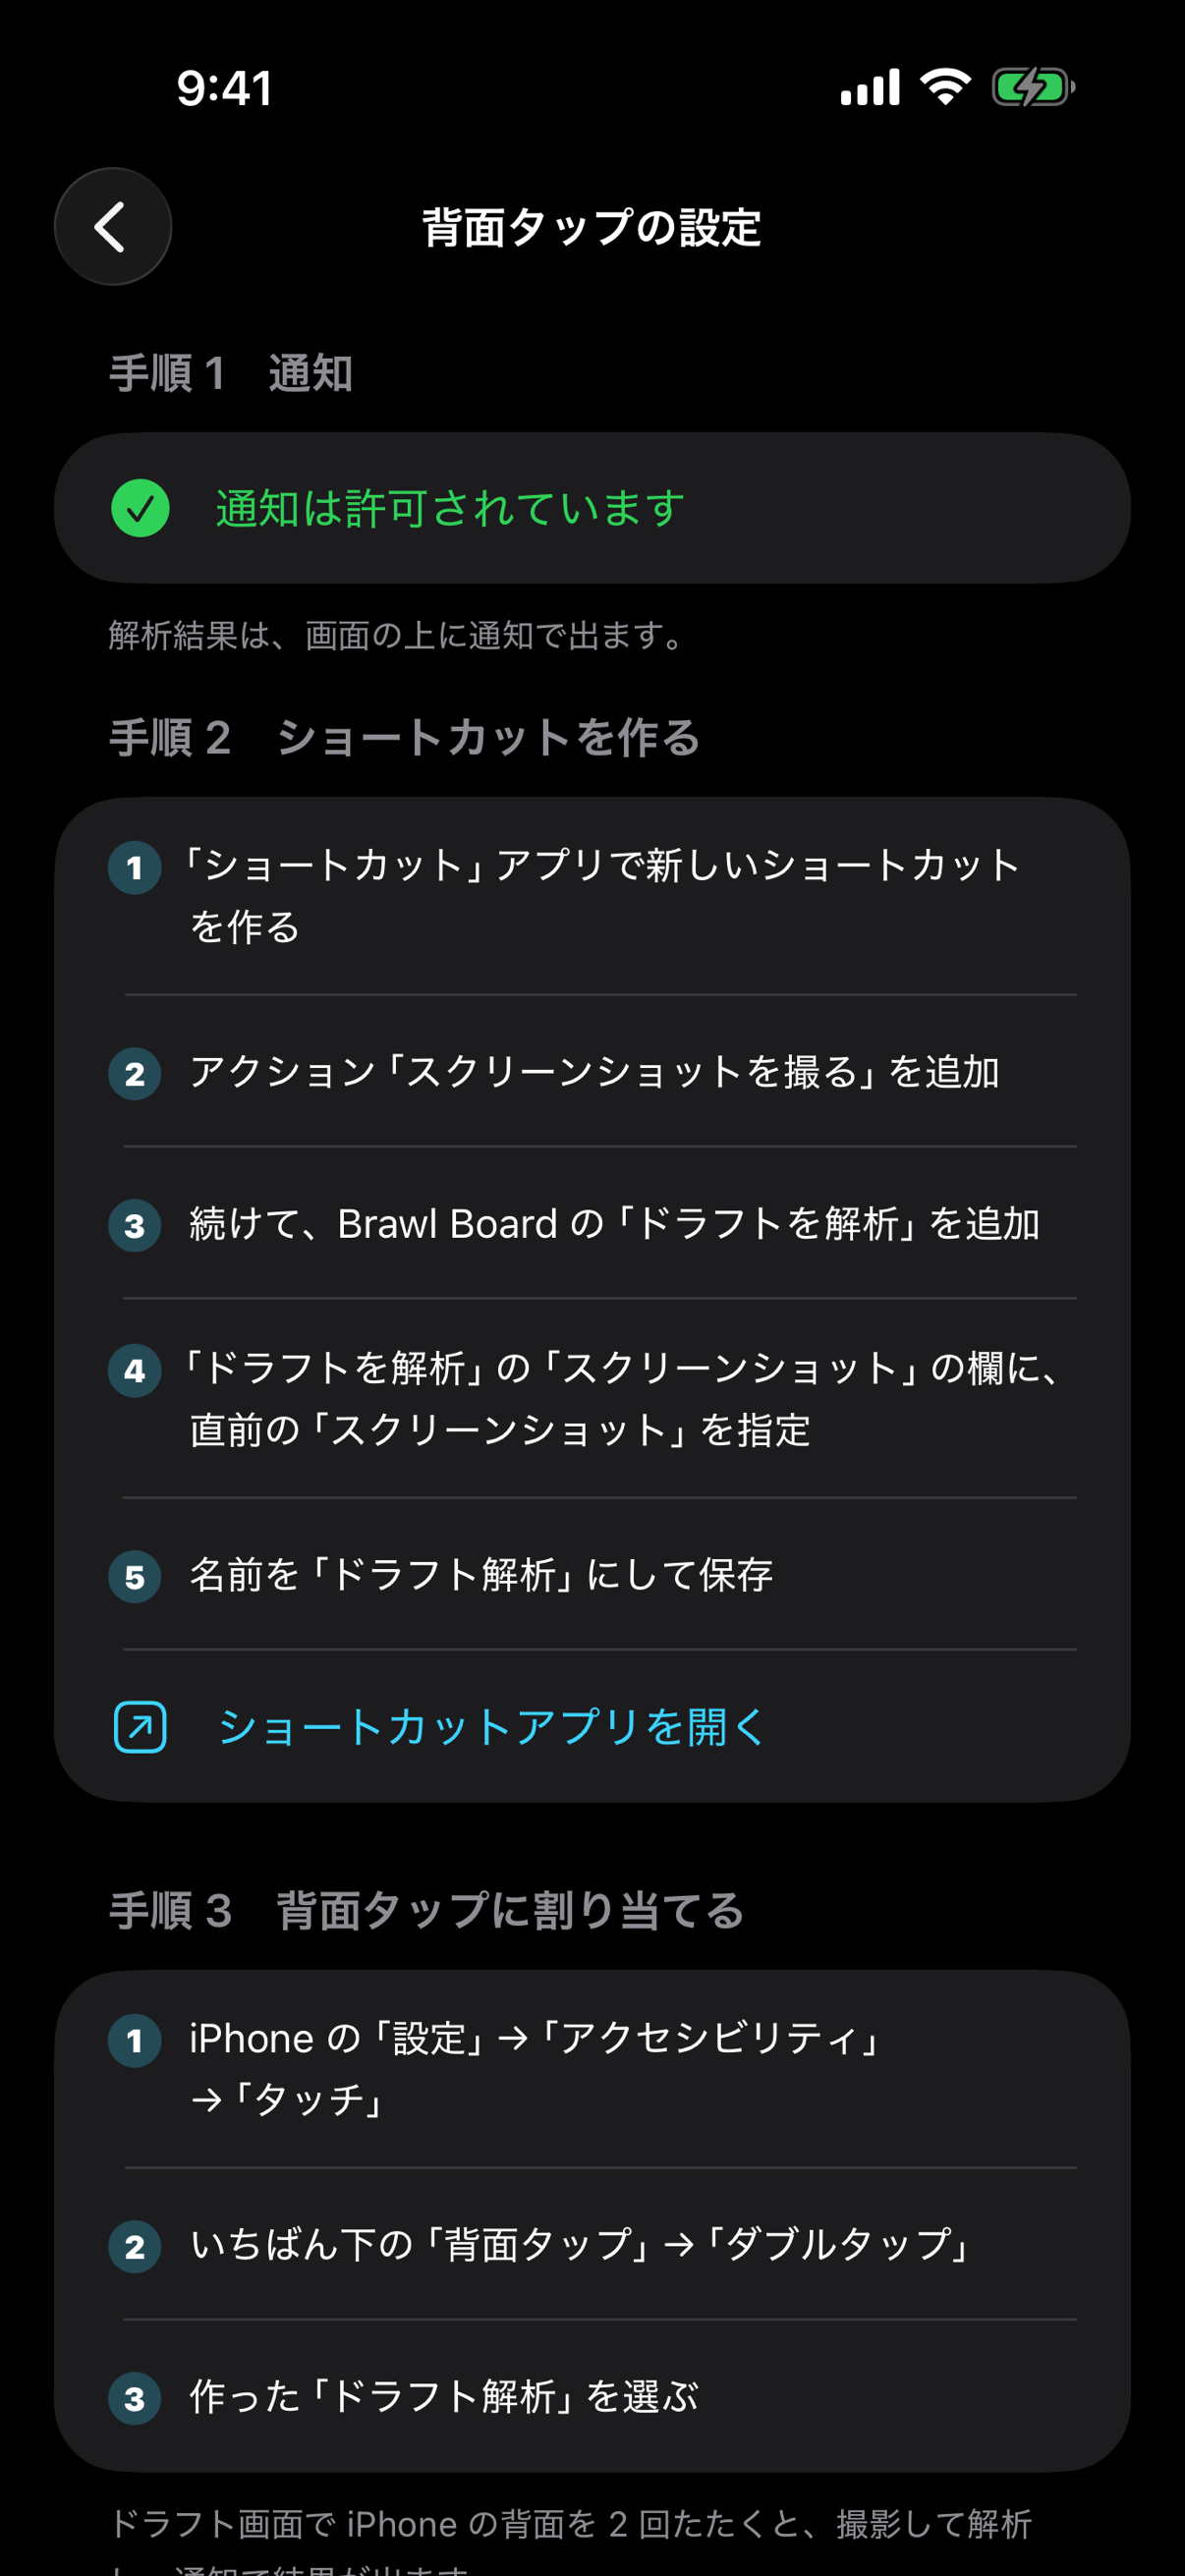 9:41
背面タップの設定
手順 1　通知
通知は許可されています
解析結果は、画面の上に通知で出ます。
手順 2　ショートカットを作る
1 「ショートカット」アプリで新しいショートカット
を作る
2 アクション「スクリーンショットを撮る」を追加
3 続けて、Brawl Board の「ドラフトを解析」を追加
4 「ドラフトを解析」の「スクリーンショット」の欄に、
直前の「スクリーンショット」を指定
5 名前を「ドラフト解析」にして保存
ショートカットアプリを開く
手順 3　背面タップに割り当てる
1 iPhone の「設定」→「アクセシビリティ」
→「タッチ」
2 いちばん下の「背面タップ」→「ダブルタップ」
3 作った「ドラフト解析」を選ぶ
ドラフト画面で iPhone の背面を 2 回たたくと、撮影して解析